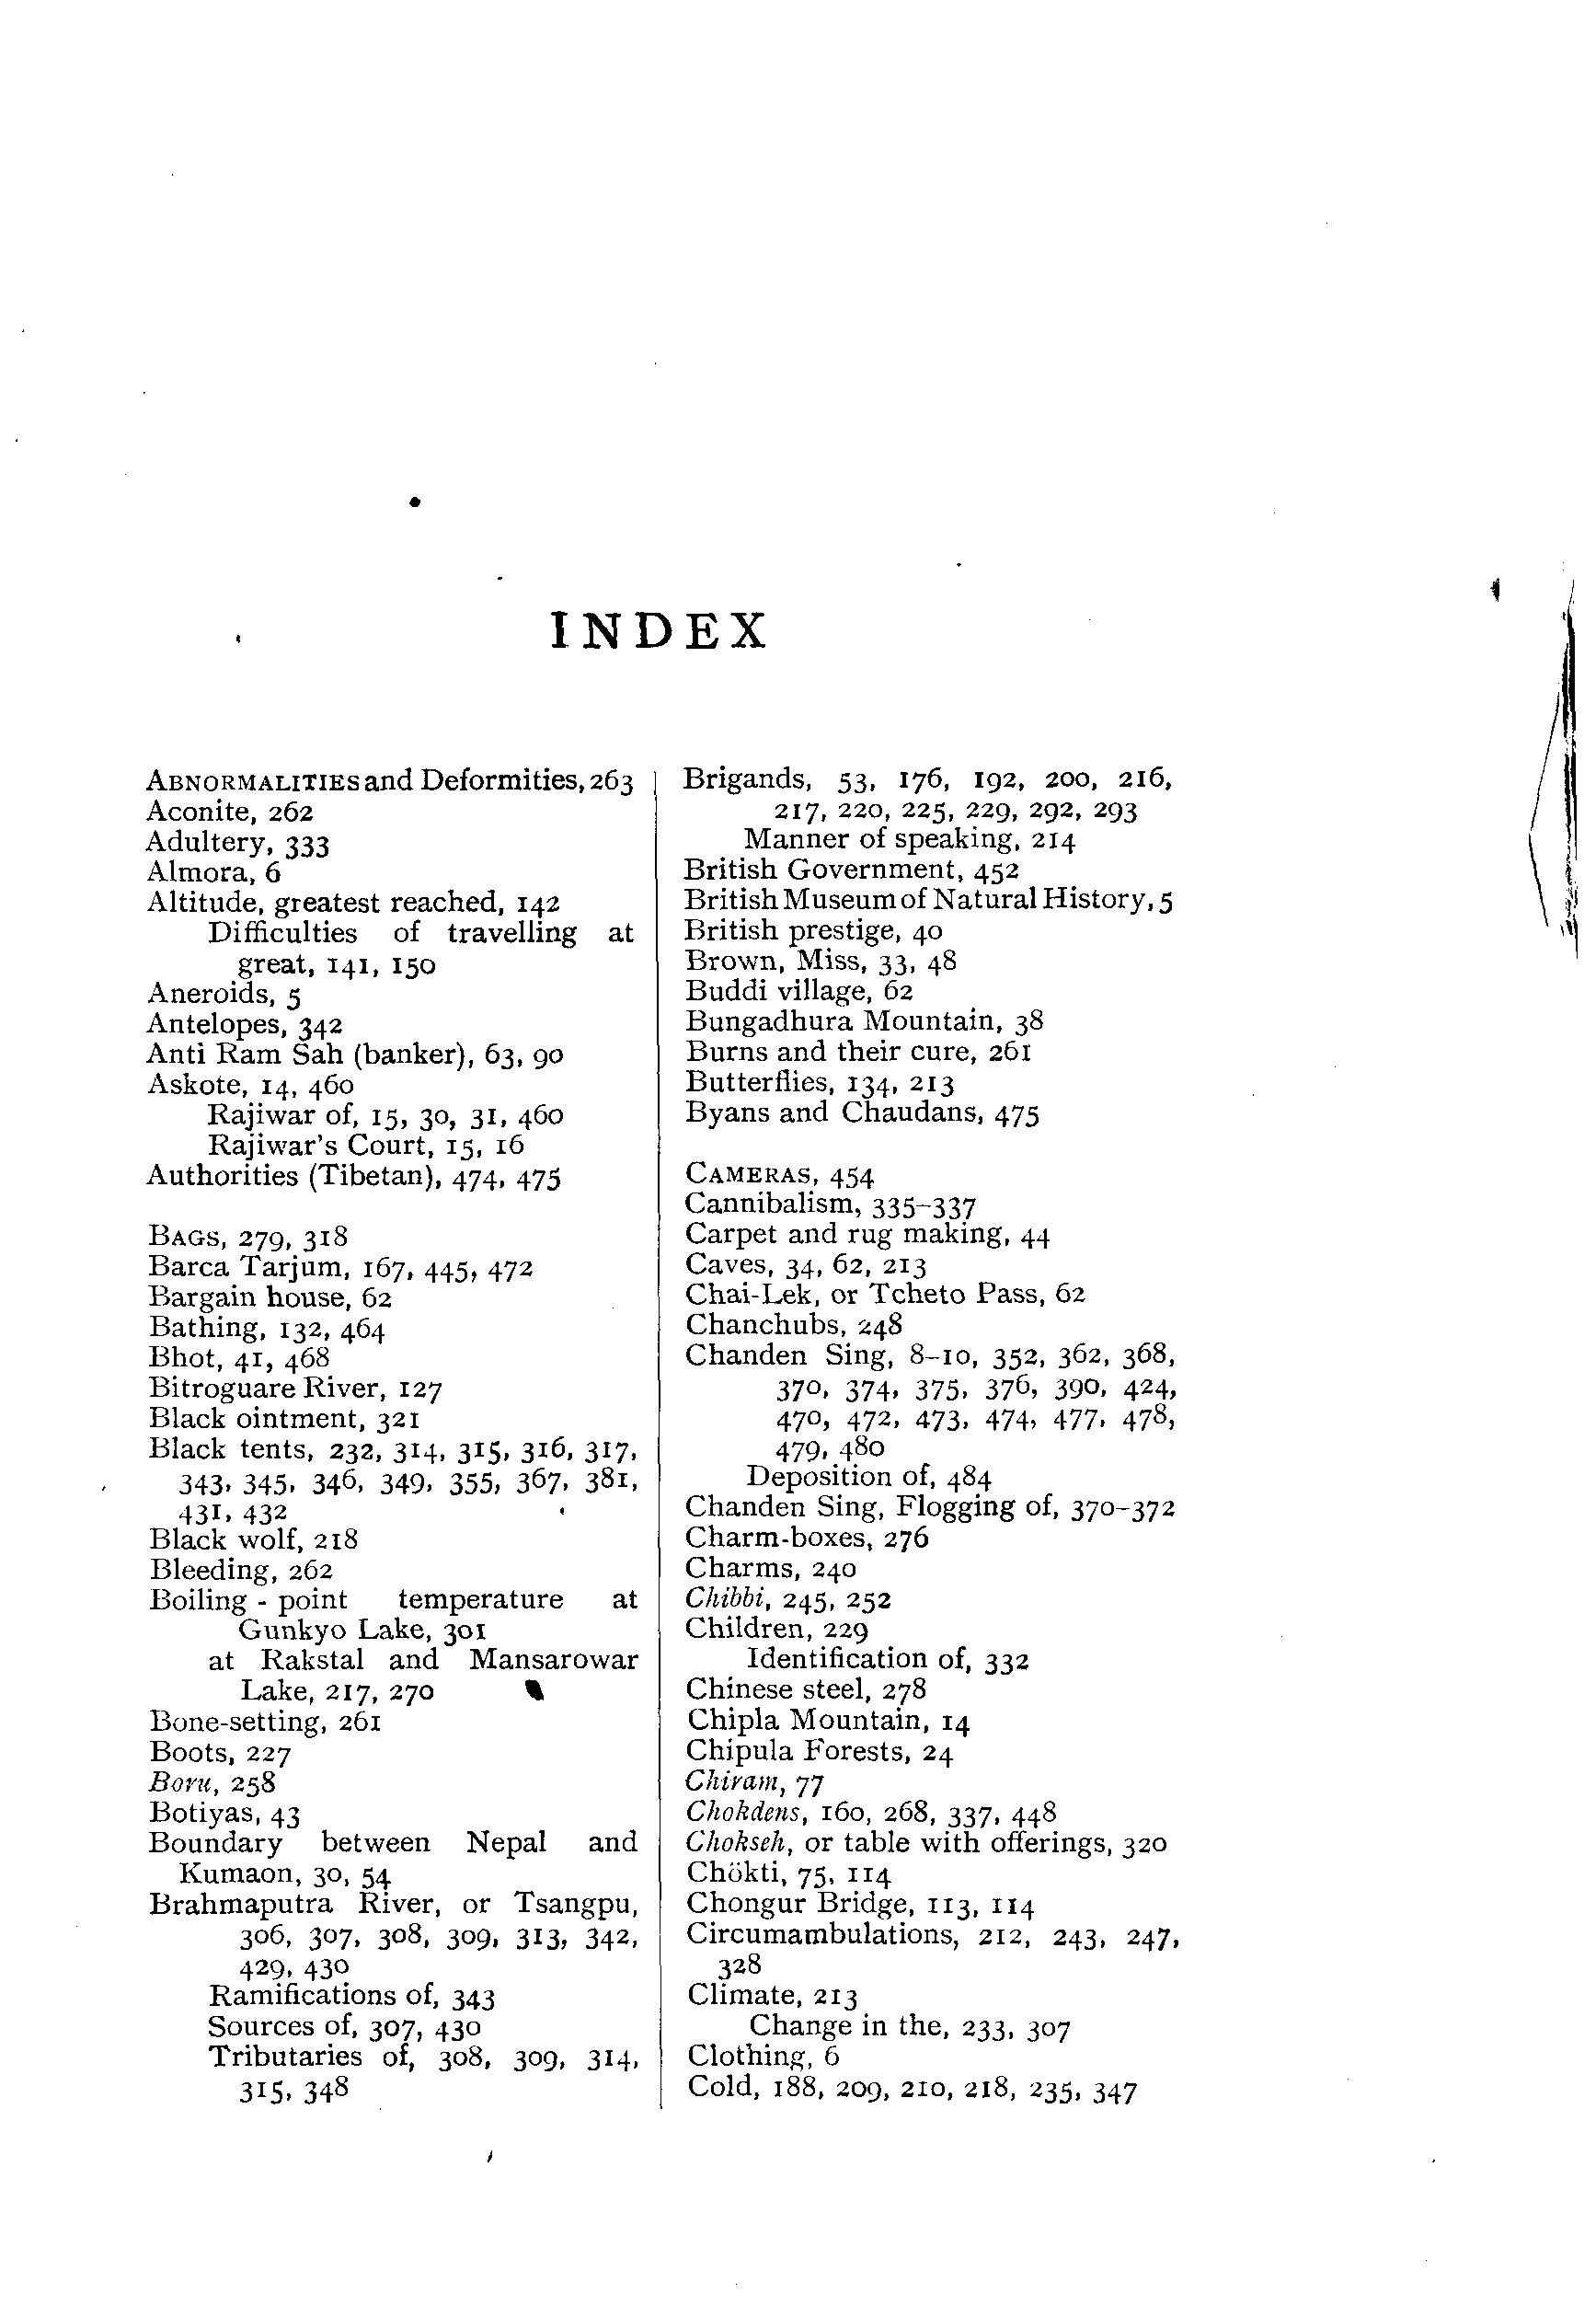 INDEX
ABNORMALITIES and Deformities, 263
Aconite, 262
Adultery, 333
Almora, 6
Altitude, greatest reached, 142
Difficulties of travelling at
great, 141, 150
Aneroids, 5
Antelopes, 342
Anti Ram Sah (banker), 63, 90
Askote, 14, 460
Rajiwar of, 15, 30, 31, 460
Rajiwar's Court, 15, 16
Authorities (Tibetan), 474, 475
BAGS, 279, 318
Barca Tarjum, 167, 445, 472
Bargain house, 62
Bathing, 132, 464
Bhot, 41, 468
Bitroguare River, 127
Black ointment, 321
Black tents, 232, 314, 315, 316, 317,
343, 345, 346, 349, 355, 367, 381,
431, 432
Black wolf, 218
Bleeding, 262
Boiling-point temperature at
Gunkyo Lake, 301
at Rakstal and Mansarowar
Lake, 217, 270
Bone-setting, 261
Boots, 227
Boru, 258
Botiyas, 43
Boundary between Nepal and
Kumaon, 30, 54
Brahmaputra River, or Tsangpu,
306, 307, 308, 309, 313, 342,
429, 430
Ramifications of, 343
Sources of, 307, 430
Tributaries of, 308, 309, 314,
315, 348
Brigands, 53, 176, 192, 200, 216,
217, 220, 225, 229, 292, 293
Manner of speaking, 214
British Government, 452
British Museum of Natural History, 5
British prestige, 40
Brown, Miss, 33, 48
Buddi village, 62
Bungadhura Mountain, 38
Burns and their cure, 261
Butterflies, 134, 213
Byans and Chaudans, 475
CAMERAS, 454
Cannibalism, 335–337
Carpet and rug making, 44
Caves, 34, 62, 213
Chai-Lek, or Tcheto Pass, 62
Chanchubs, 248
Chanden Sing, 8–10, 352, 362, 368,
370, 374, 375, 376, 390, 424,
470, 472, 473, 474, 477, 478,
479, 480
Deposition of, 484
Chanden Sing, Flogging of, 370–372
Charm-boxes, 276
Charms, 240
Chibbi, 245, 252
Children, 229
Identification of, 332
Chinese steel, 278
Chipla Mountain, 14
Chipula Forests, 24
Chiram, 77
Chokdens, 160, 268, 337, 448
Chokseh, or table with offerings, 320
Chökti, 75, 114
Chongur Bridge, 113, 114
Circumambulations, 212, 243, 247,
328
Climate, 213
Change in the, 233, 307
Clothing, 6
Cold, 188, 209, 210, 218, 235, 347